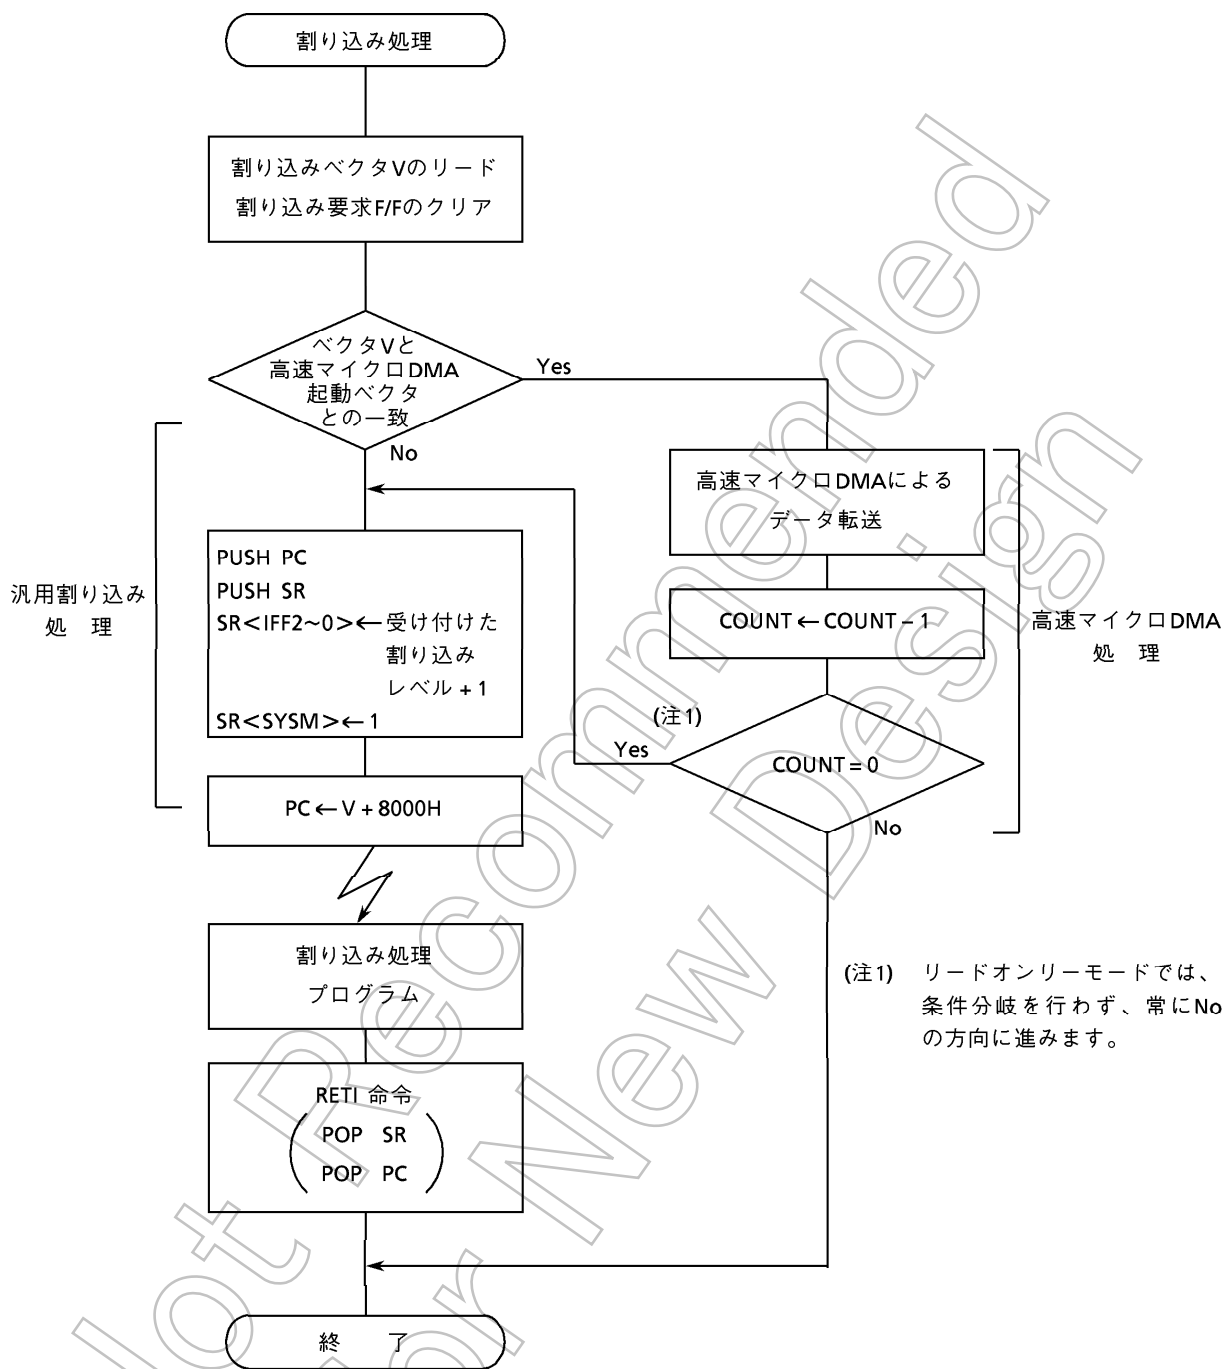 割り込み処理
割り込みベクタVのリード
割り込み要求F/Fのクリア
ベクタVと
高速マイクロDMA
起動ベクタ
との一致
Yes
No
高速マイクロDMAによる
データ転送
PUSH PC
PUSH SR
SR<IFF2~0>←受け付けた
割り込み
レベル+1
SR<SYSM>←1
汎用割り込み
処 理
COUNT←COUNT−1
高速マイクロDMA
処 理
(注1)
Yes
COUNT=0
No
PC←V+8000H
割り込み処理
プログラム
(注1) リードオンリーモードでは、
条件分岐を行わず、常にNo
の方向に進みます。
RETI 命令
POP SR
POP PC
終 了
Not Recommended
for New Design